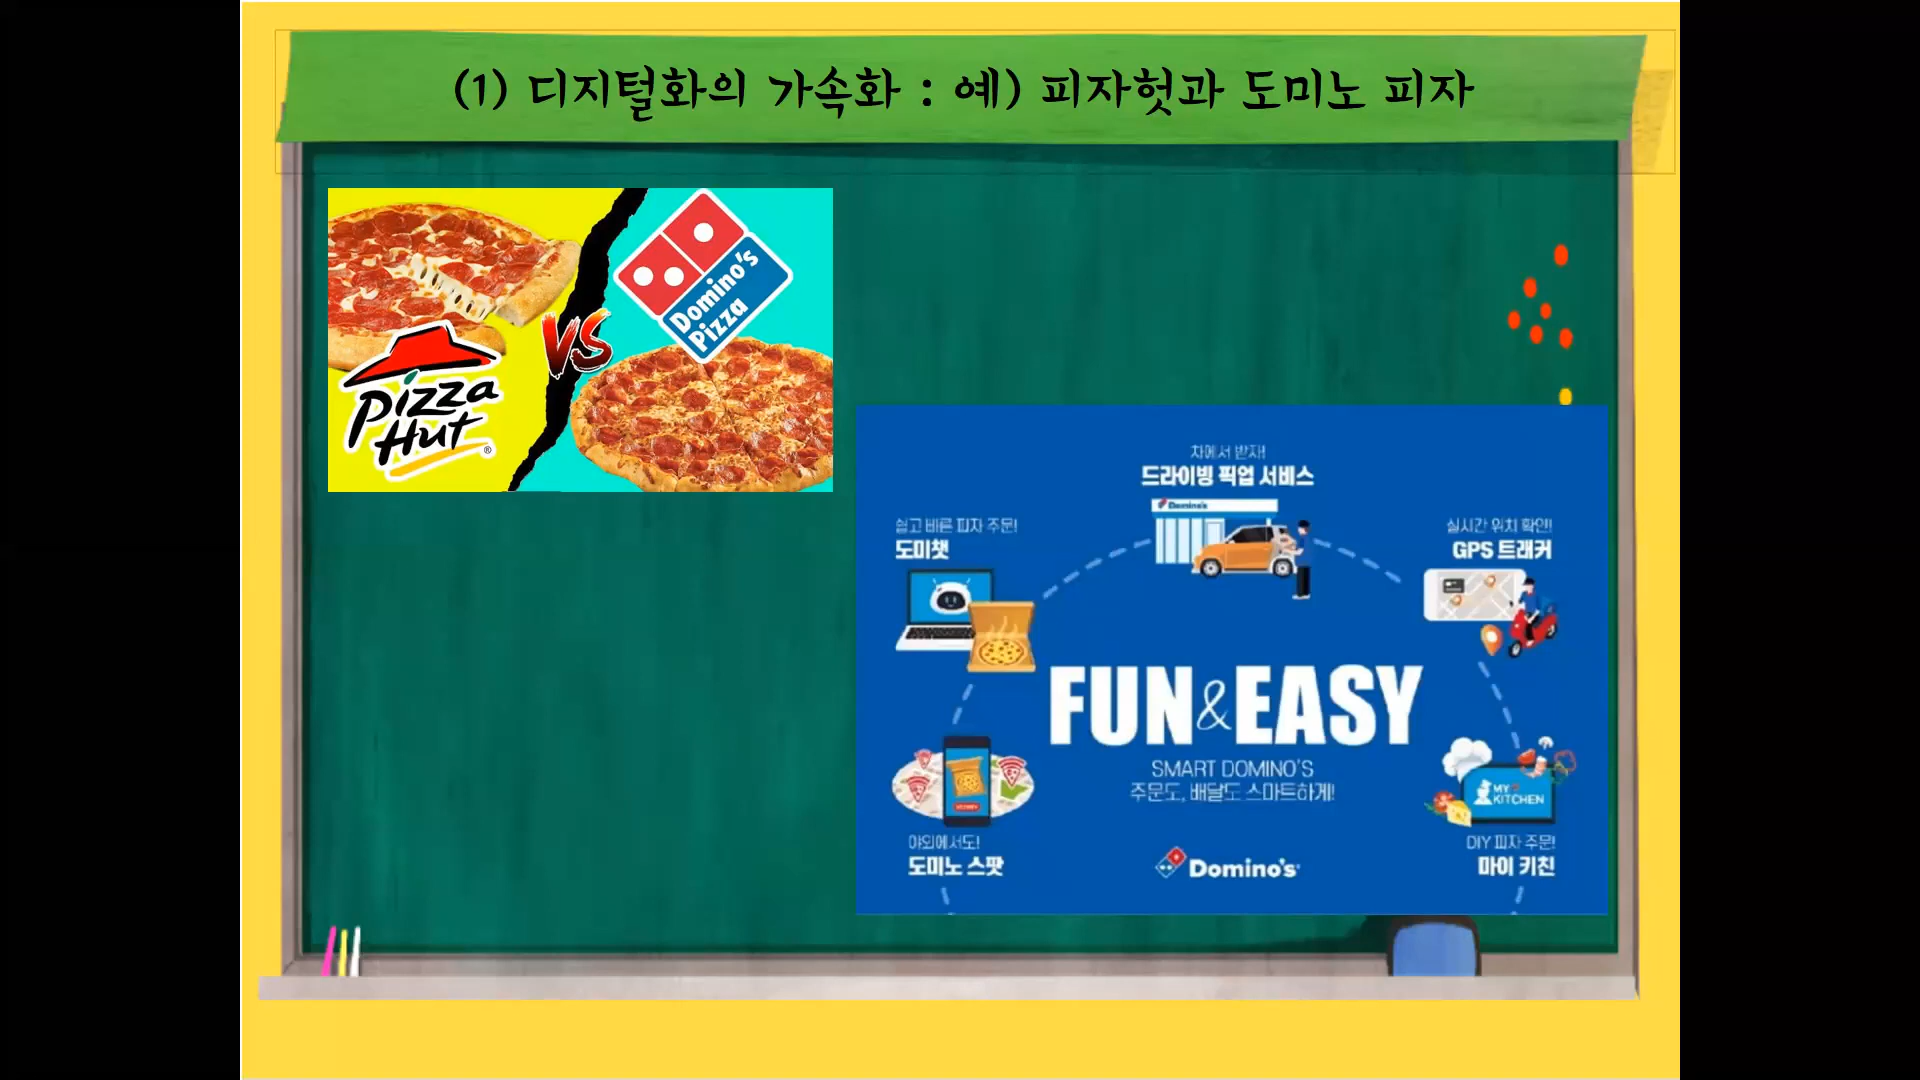 (1) 디지털화의 가속화 : 예) 피자헛과 도미노 피자
Pizza
Hut
®
VS
Domino's
Pizza
차에서 받자!
드라이빙 픽업 서비스
Domino's
쉽고 빠른 피자 주문!
도미챗
실시간 위치 확인!
GPS 트래커
FUN & EASY
SMART DOMINO'S
주문도, 배달도 스마트하게!
MY
KITCHEN
야외에서도!
도미노 스팟
DIY 피자 주문!
마이 키친
Domino's